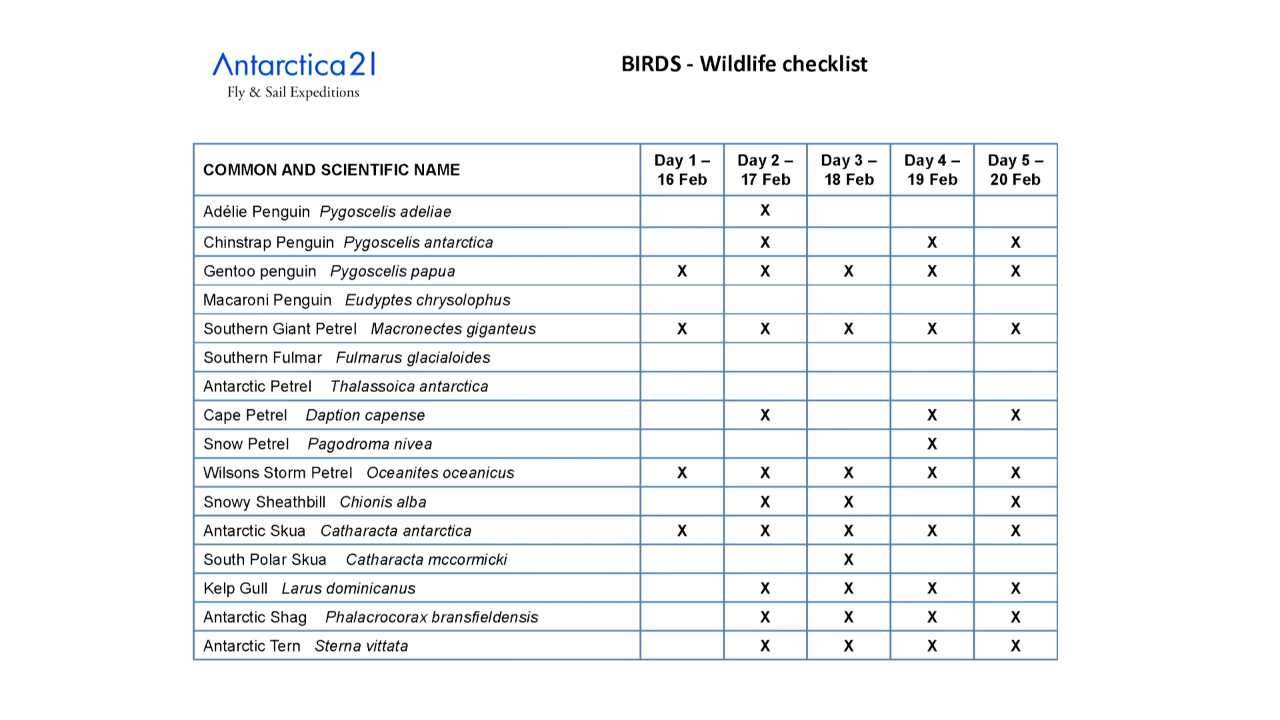 Antarctica21
Fly & Sail Expeditions
BIRDS - Wildlife checklist
COMMON AND SCIENTIFIC NAME Day 1 – 16 Feb Day 2 – 17 Feb Day 3 – 18 Feb Day 4 – 19 Feb Day 5 – 20 Feb
Adélie Penguin Pygoscelis adeliae X
Chinstrap Penguin Pygoscelis antarctica X X X
Gentoo penguin Pygoscelis papua X X X X X
Macaroni Penguin Eudyptes chrysolophus
Southern Giant Petrel Macronectes giganteus X X X X X
Southern Fulmar Fulmarus glacialoides
Antarctic Petrel Thalassoica antarctica
Cape Petrel Daption capense X X X
Snow Petrel Pagodroma nivea X
Wilsons Storm Petrel Oceanites oceanicus X X X X X
Snowy Sheathbill Chionis alba X X X
Antarctic Skua Catharacta antarctica X X X X X
South Polar Skua Catharacta mccormicki X
Kelp Gull Larus dominicanus X X X X
Antarctic Shag Phalacrocorax bransfieldensis X X X X
Antarctic Tern Sterna vittata X X X X